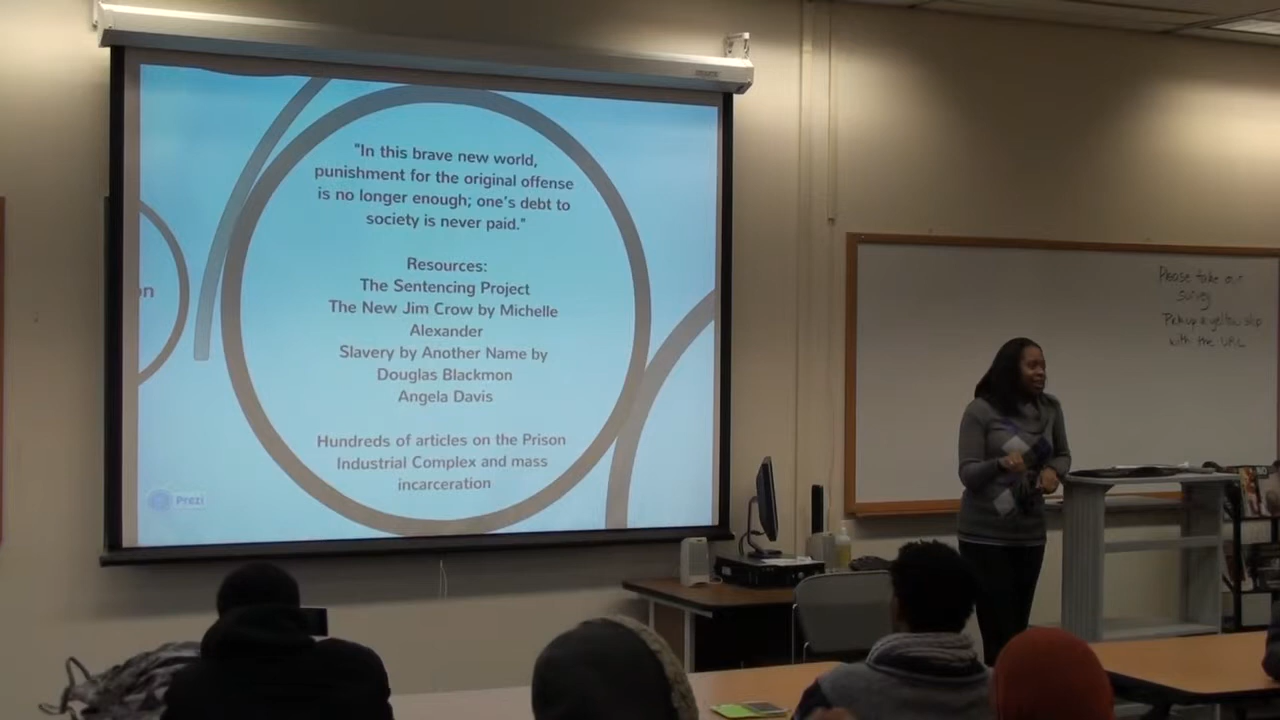 "In this brave new world,
punishment for the original offense
is no longer enough; one's debt to
society is never paid."
Resources:
The Sentencing Project
The New Jim Crow by Michelle
Alexander
Slavery by Another Name by
Douglas Blackmon
Angela Davis
Hundreds of articles on the Prison
Industrial Complex and mass
incarceration
on
Prezi
Please take our
survey
Pick up a yellow slip
with the URL